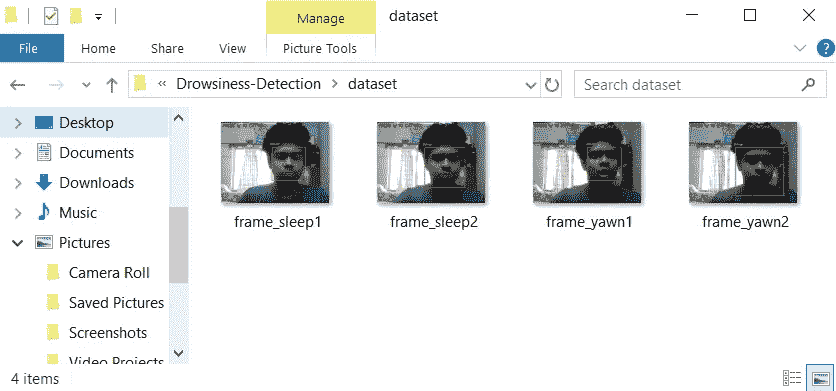 Manage
dataset
File
Home
Share
View
Picture Tools
?
« Drowsiness-Detection > dataset
Search dataset
Desktop
Documents
Downloads
Music
Pictures
Camera Roll
Saved Pictures
Screenshots
Video Projects
frame_sleep1
frame_sleep2
frame_yawn1
frame_yawn2
4 items